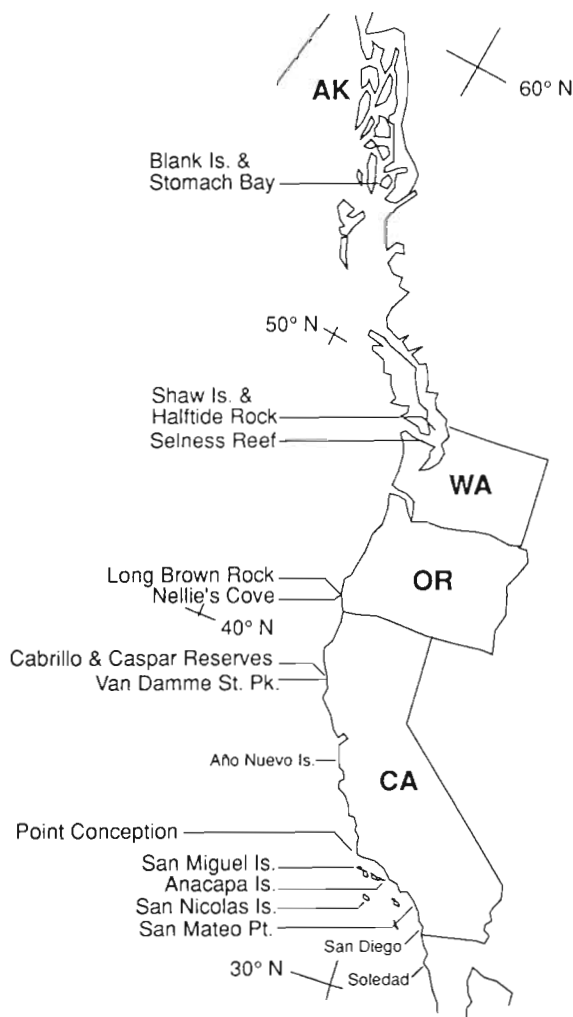 AK
60° N
Blank Is. &
Stomach Bay
50° N
Shaw Is. &
Halftide Rock
Selness Reef
WA
Long Brown Rock
OR
Nellie's Cove
40° N
Cabrillo & Caspar Reserves
Van Damme St. Pk.
Año Nuevo Is.
CA
Point Conception
San Miguel Is.
Anacapa Is.
San Nicolas Is.
San Mateo Pt.
San Diego
30° N
Soledad